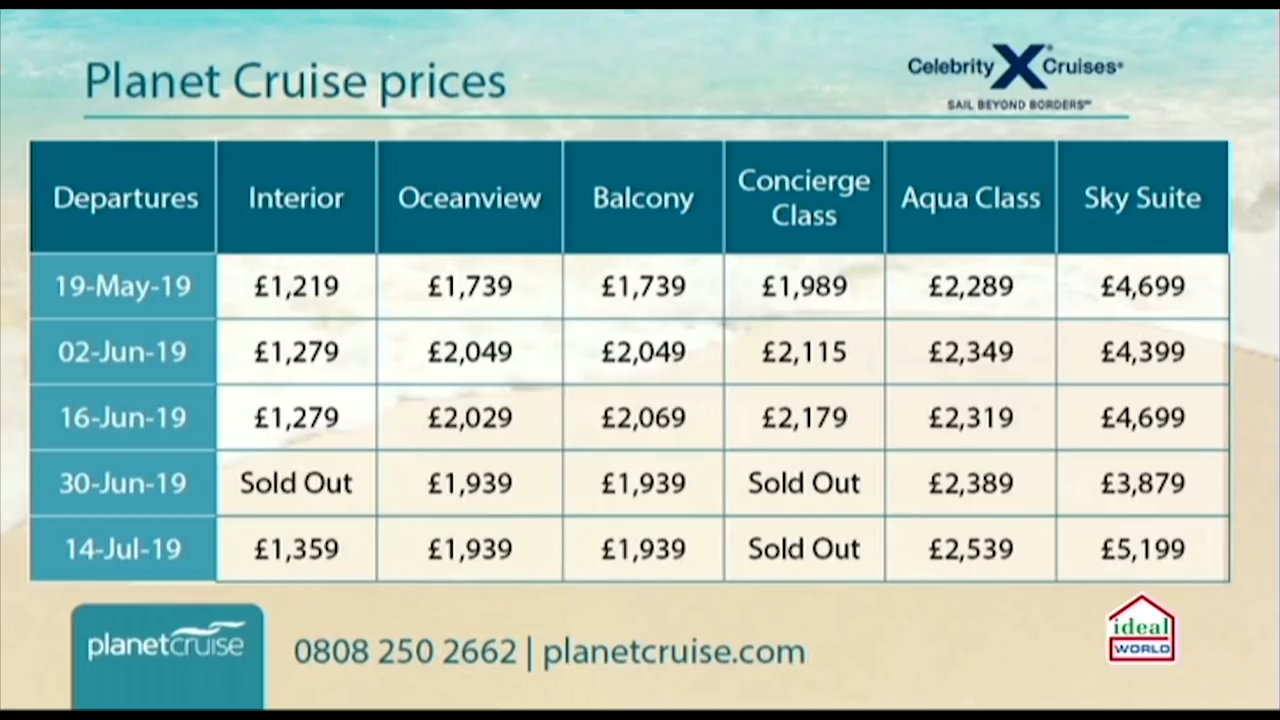 Planet Cruise prices
Celebrity X Cruises®
SAIL BEYOND BORDERS℠
Departures Interior Oceanview Balcony Concierge Class Aqua Class Sky Suite
19-May-19 £1,219 £1,739 £1,739 £1,989 £2,289 £4,699
02-Jun-19 £1,279 £2,049 £2,049 £2,115 £2,349 £4,399
16-Jun-19 £1,279 £2,029 £2,069 £2,179 £2,319 £4,699
30-Jun-19 Sold Out £1,939 £1,939 Sold Out £2,389 £3,879
14-Jul-19 £1,359 £1,939 £1,939 Sold Out £2,539 £5,199
planetcruise
0808 250 2662 | planetcruise.com
ideal
WORLD